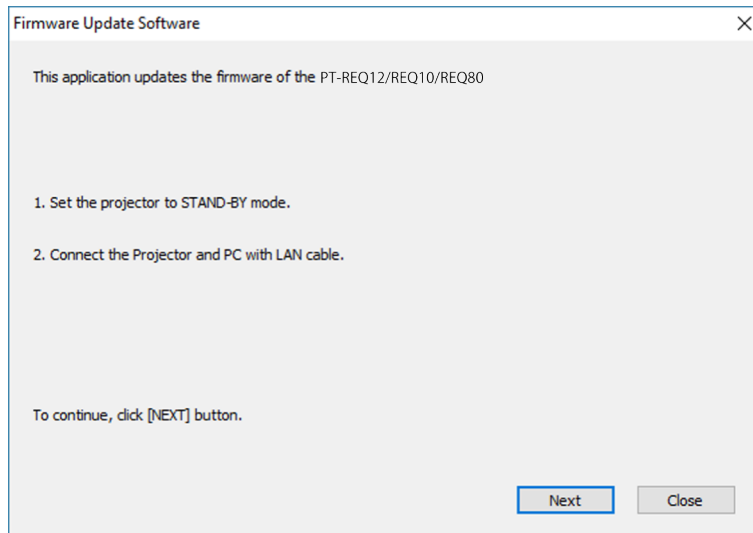 Firmware Update Software
This application updates the firmware of the PT-REQ12/REQ10/REQ80
1. Set the projector to STAND-BY mode.
2. Connect the Projector and PC with LAN cable.
To continue, click [NEXT] button.
Next
Close